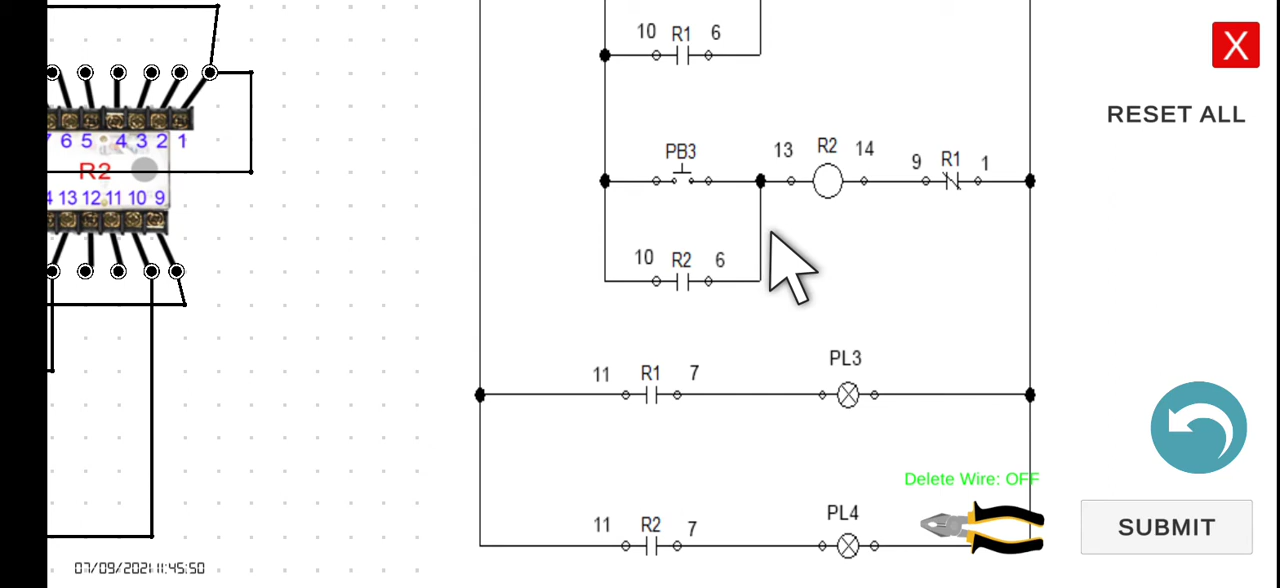 7 6 5 4 3 2 1
R2
4 13 12 11 10 9
07/09/2021 11:45:50
10 R1 6
PB3
13 R2 14
9 R1 1
10 R2 6
11 R1 7
PL3
11 R2 7
PL4
X
RESET ALL
Delete Wire: OFF
SUBMIT